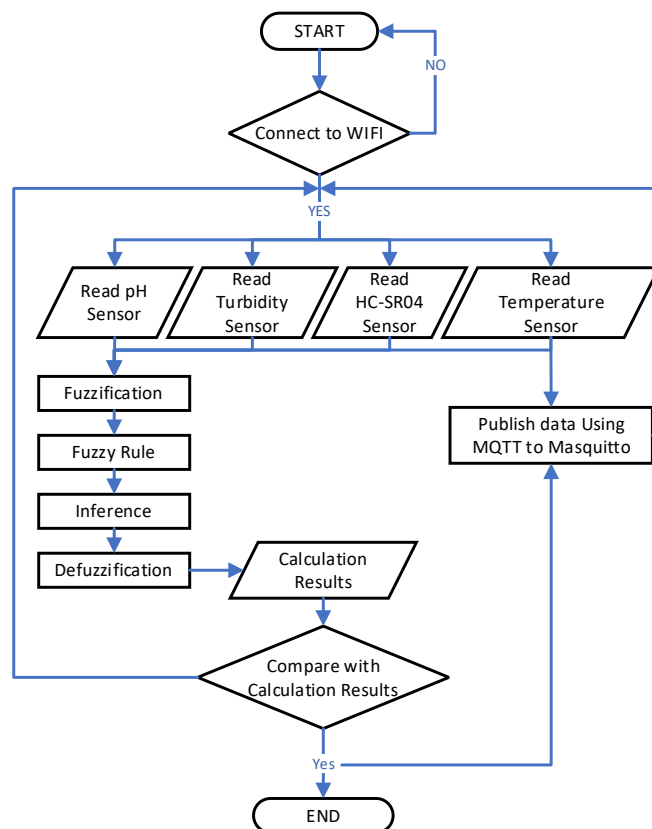 START
NO
Connect to WIFI
YES
Read pH
Sensor
Read
Turbidity
Sensor
Read
HC-SR04
Sensor
Read
Temperature
Sensor
Fuzzification
Publish data Using
MQTT to Masquitto
Fuzzy Rule
Inference
Defuzzification
Calculation
Results
Compare with
Calculation Results
Yes
END